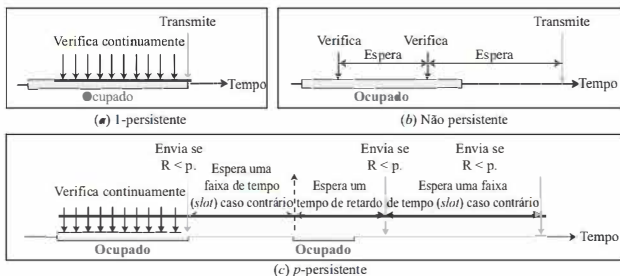 Transmite
Verifica continuamente
Tempo
Ocupado
(a) 1-persistente
Transmite
Verifica
Verifica
Espera
Espera
Tempo
Ocupado
(b) Não persistente
Envia se
R < p.
Envia se
R < p.
Envia se
R < p.
Verifica continuamente
Espera uma
faixa de tempo
(slot) caso contrário
Espera um
tempo de retardo
Espera uma faixa
de tempo (slot) caso contrário
Tempo
Ocupado
Ocupado
(c) p-persistente